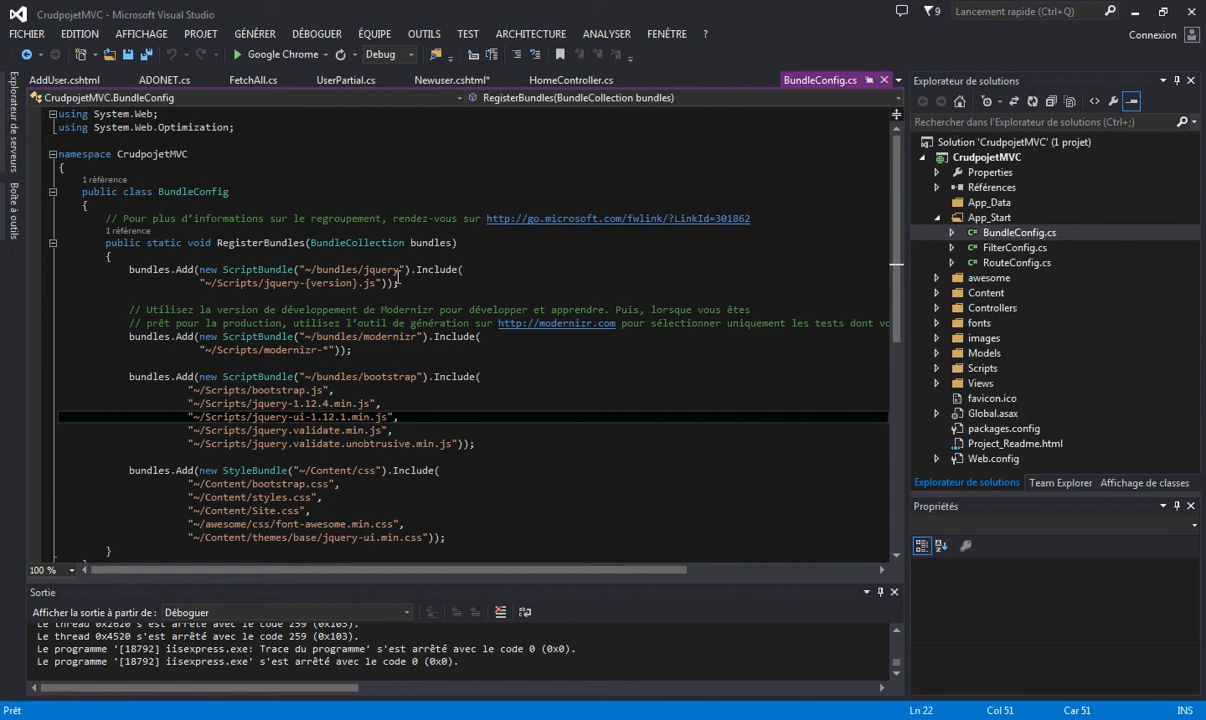 CrudpojetMVC - Microsoft Visual Studio
9
Lancement rapide (Ctrl+Q)
FICHIER EDITION AFFICHAGE PROJET GÉNÉRER DÉBOGUER ÉQUIPE OUTILS TEST ARCHITECTURE ANALYSER FENÊTRE ?
Connexion
Google Chrome
Debug
Explorateur de serveurs
Boîte à outils
AddUser.cshtml ADONET.cs FetchAll.cs UserPartial.cs Newuser.cshtml* HomeController.cs BundleConfig.cs
CrudpojetMVC.BundleConfig
RegisterBundles(BundleCollection bundles)
using System.Web;
using System.Web.Optimization;
namespace CrudpojetMVC
{
1 référence
public class BundleConfig
{
// Pour plus d’informations sur le regroupement, rendez-vous sur http://go.microsoft.com/fwlink/?LinkId=301862
1 référence
public static void RegisterBundles(BundleCollection bundles)
{
bundles.Add(new ScriptBundle("~/bundles/jquery").Include(
"~/Scripts/jquery-{version}.js"));
// Utilisez la version de développement de Modernizr pour développer et apprendre. Puis, lorsque vous êtes
// prêt pour la production, utilisez l’outil de génération sur http://modernizr.com pour sélectionner uniquement les tests dont vo
bundles.Add(new ScriptBundle("~/bundles/modernizr").Include(
"~/Scripts/modernizr-*"));
bundles.Add(new ScriptBundle("~/bundles/bootstrap").Include(
"~/Scripts/bootstrap.js",
"~/Scripts/jquery-1.12.4.min.js",
"~/Scripts/jquery-ui-1.12.1.min.js",
"~/Scripts/jquery.validate.min.js",
"~/Scripts/jquery.validate.unobtrusive.min.js"));
bundles.Add(new StyleBundle("~/Content/css").Include(
"~/Content/bootstrap.css",
"~/Content/styles.css",
"~/Content/Site.css",
"~/awesome/css/font-awesome.min.css",
"~/Content/themes/base/jquery-ui.min.css"));
}
100 %
Sortie
Afficher la sortie à partir de : Déboguer
Le thread 0x2620 s'est arrêté avec le code 259 (0x103).
Le thread 0x4520 s'est arrêté avec le code 259 (0x103).
Le programme '[18792] iisexpress.exe: Trace du programme' s'est arrêté avec le code 0 (0x0).
Le programme '[18792] iisexpress.exe' s'est arrêté avec le code 0 (0x0).
Explorateur de solutions
Rechercher dans l'Explorateur de solutions (Ctrl+;)
Solution 'CrudpojetMVC' (1 projet)
CrudpojetMVC
Properties
Références
App_Data
App_Start
BundleConfig.cs
FilterConfig.cs
RouteConfig.cs
awesome
Content
Controllers
fonts
images
Models
Scripts
Views
favicon.ico
Global.asax
packages.config
Project_Readme.html
Web.config
Explorateur de solutions Team Explorer Affichage de classes
Propriétés
Prêt
Ln 22 Col 51 Car 51 INS